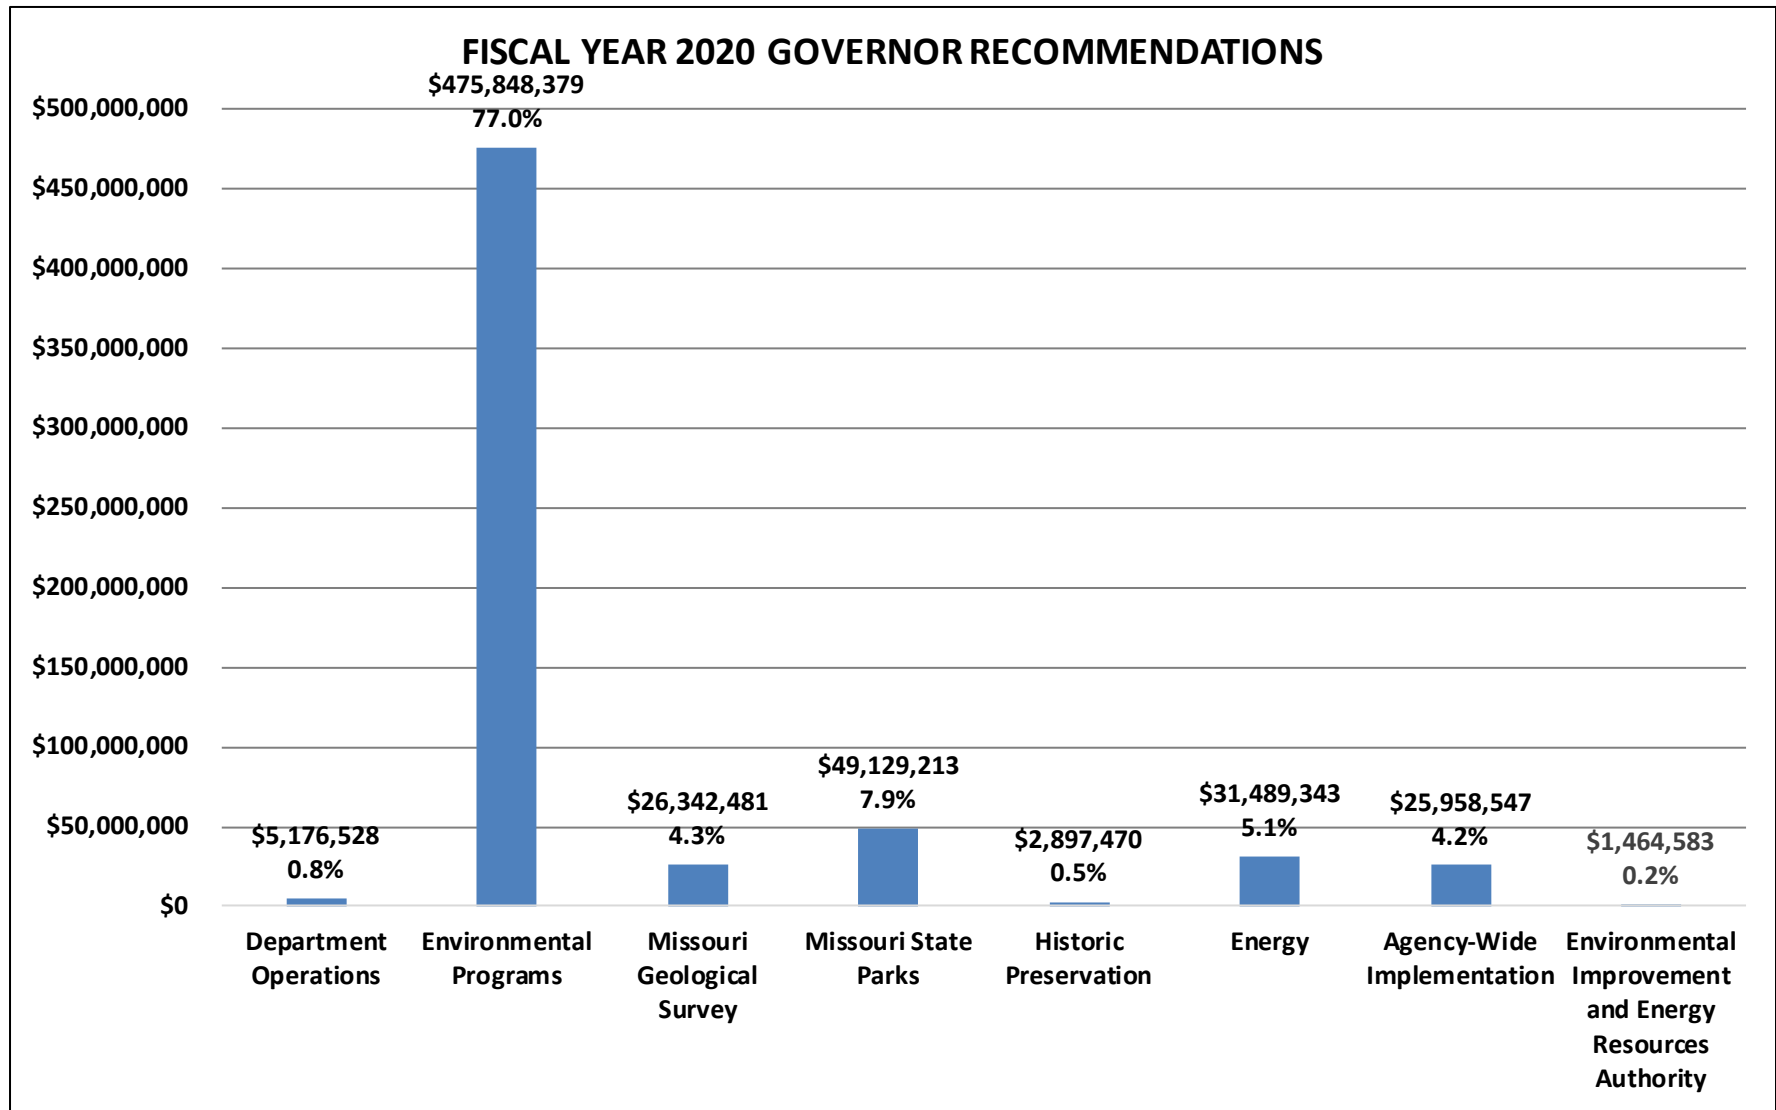 FISCAL YEAR 2020 GOVERNOR RECOMMENDATIONS
$500,000,000
$450,000,000
$400,000,000
$350,000,000
$300,000,000
$250,000,000
$200,000,000
$150,000,000
$100,000,000
$50,000,000
$0
$5,176,528
0.8%
$475,848,379
77.0%
$26,342,481
4.3%
$49,129,213
7.9%
$2,897,470
0.5%
$31,489,343
5.1%
$25,958,547
4.2%
$1,464,583
0.2%
Department
Operations
Environmental
Programs
Missouri
Geological
Survey
Missouri State
Parks
Historic
Preservation
Energy
Agency-Wide
Implementation
Environmental
Improvement
and Energy
Resources
Authority